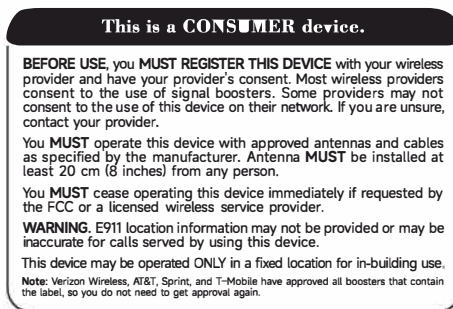 This is a CONSUMER device.
BEFORE USE, you MUST REGISTER THIS DEVICE with your wireless
provider and have your provider's consent. Most wireless providers
consent to the use of signal boosters. Some providers may not
consent to the use of this device on their network. If you are unsure,
contact your provider.
You MUST operate this device with approved antennas and cables
as specified by the manufacturer. Antenna MUST be installed at
least 20 cm (8 inches) from any person.
You MUST cease operating this device immediately if requested by
the FCC or a licensed wireless service provider.
WARNING. E911 location information may not be provided or may be
inaccurate for calls served by using this device.
This device may be operated ONLY in a fixed location for in-building use.
Note: Verizon Wireless, AT&T, Sprint, and T-Mobile have approved all boosters that contain
the label, so you do not need to get approval again.